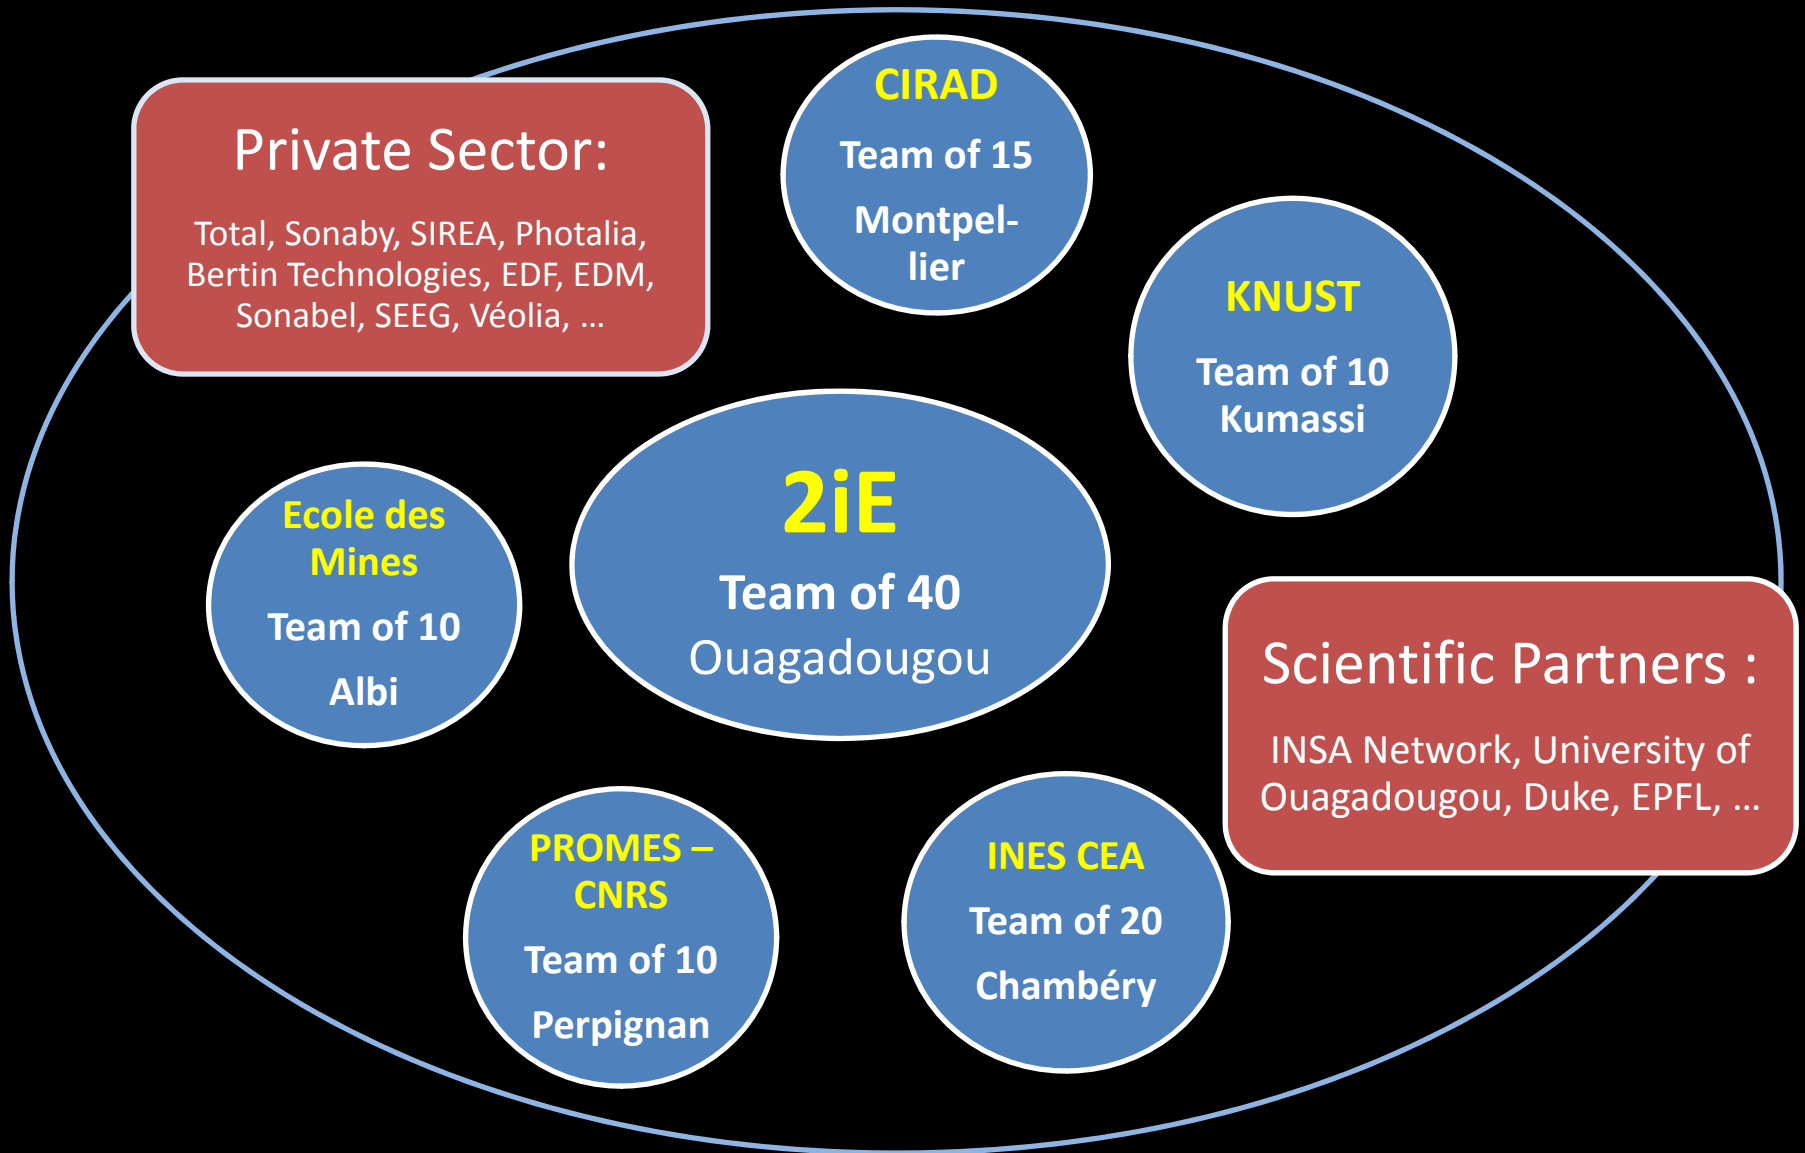 Private Sector:
Total, Sonaby, SIREA, Photalia,
Bertin Technologies, EDF, EDM,
Sonabel, SEEG, Véolia, ...
CIRAD
Team of 15
Montpel-
lier
KNUST
Team of 10
Kumassi
2iE
Team of 40
Ouagadougou
Ecole des
Mines
Team of 10
Albi
Scientific Partners :
INSA Network, University of
Ouagadougou, Duke, EPFL, ...
PROMES –
CNRS
Team of 10
Perpignan
INES CEA
Team of 20
Chambéry